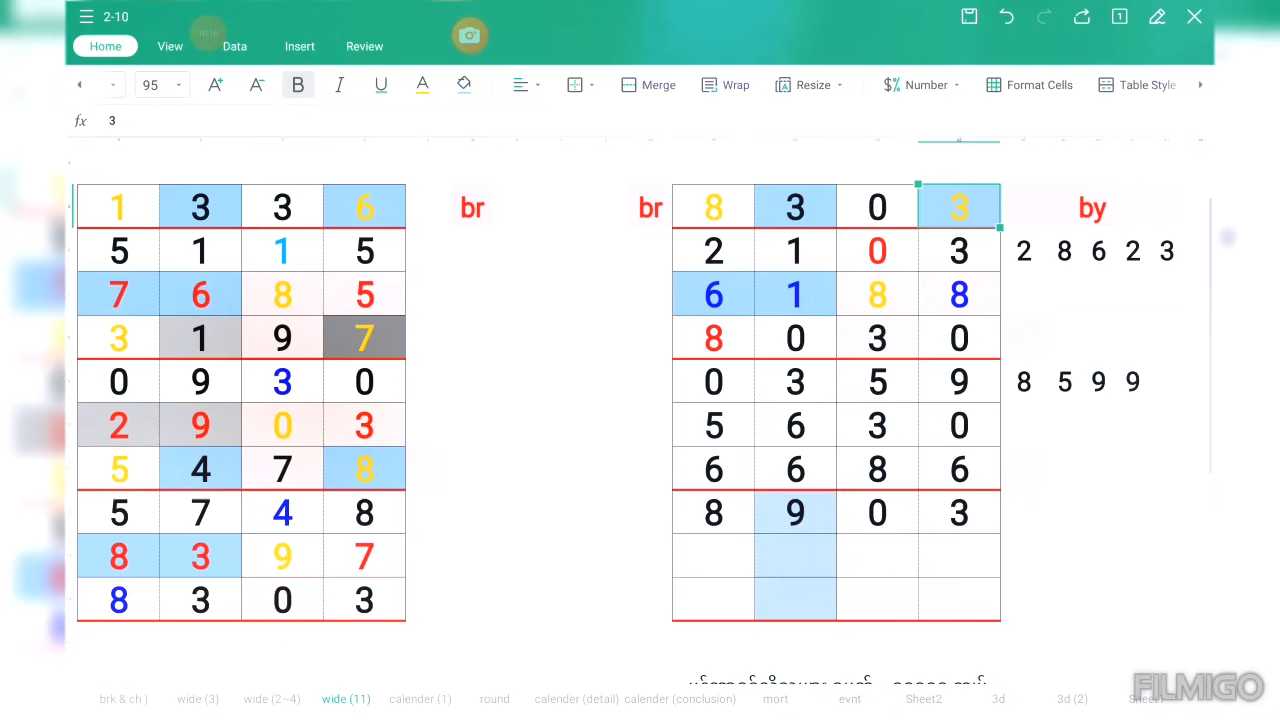 2-10
10:16
Home View Data Insert Review
95 A+ A- B I U A Merge Wrap Resize $% Number Format Cells Table Style
fx 3
1 3 3 6 br br 8 3 0 3 by
5 1 1 5 2 1 0 3 2 8 6 2 3
7 6 8 5 6 1 8 8
3 1 9 7 8 0 3 0
0 9 3 0 0 3 5 9 8 5 9 9
2 9 0 3 5 6 3 0
5 4 7 8 6 6 8 6
5 7 4 8 8 9 0 3
8 3 9 7
8 3 0 3
brk & ch ) wide (3) wide (2~4) wide (11) calender (1) round calender (detail) calender (conclusion) mort evnt Sheet2 3d 3d (2)
FILMIGO